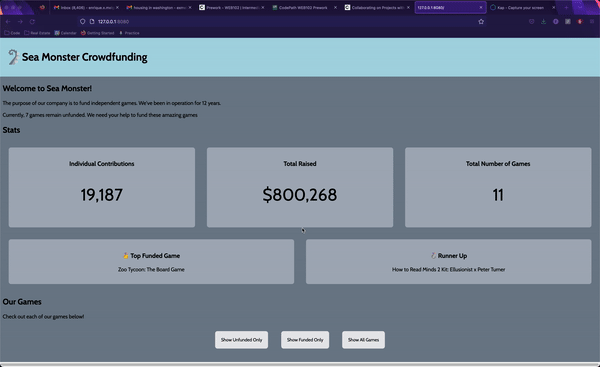 Inbox (6,609) - enrique.a.m
housing in washington - asmi
Prework - WEB102 | Intermed
CodePath WEB102 Prework
Collaborating on Projects with
127.0.0.1:8080/
Kap - Capture your screen
127.0.0.1:8080
Code
Real Estate
Calendar
Getting Started
Practice
Sea Monster Crowdfunding
Welcome to Sea Monster!
The purpose of our company is to fund independent games. We've been in operation for 12 years.
Currently, 7 games remain unfunded. We need your help to fund these amazing games
Stats
Individual Contributions
19,187
Total Raised
$800,268
Total Number of Games
11
🥇 Top Funded Game
Zoo Tycoon: The Board Game
🥈 Runner Up
How to Read Minds 2 Kit: Ellusionist x Peter Turner
Our Games
Check out each of our games below!
Show Unfunded Only
Show Funded Only
Show All Games